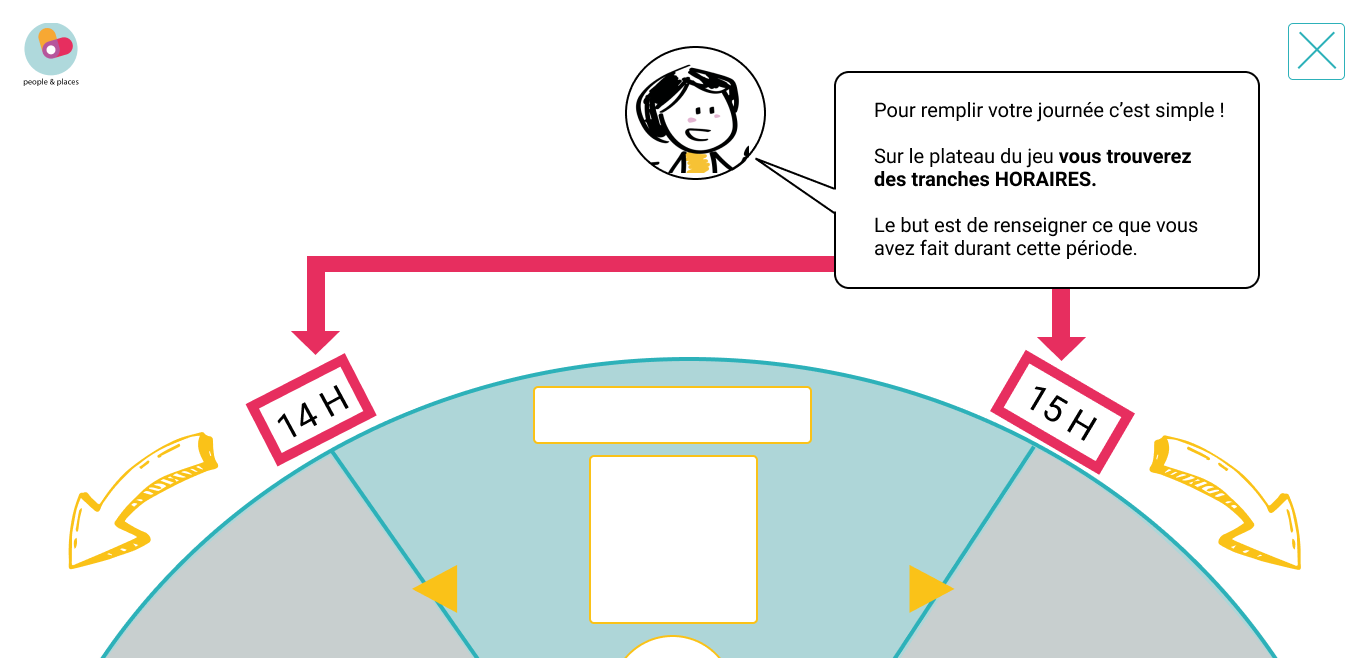 people & places
Pour remplir votre journée c’est simple !
Sur le plateau du jeu vous trouverez
des tranches HORAIRES.
Le but est de renseigner ce que vous
avez fait durant cette période.
14 H
15 H